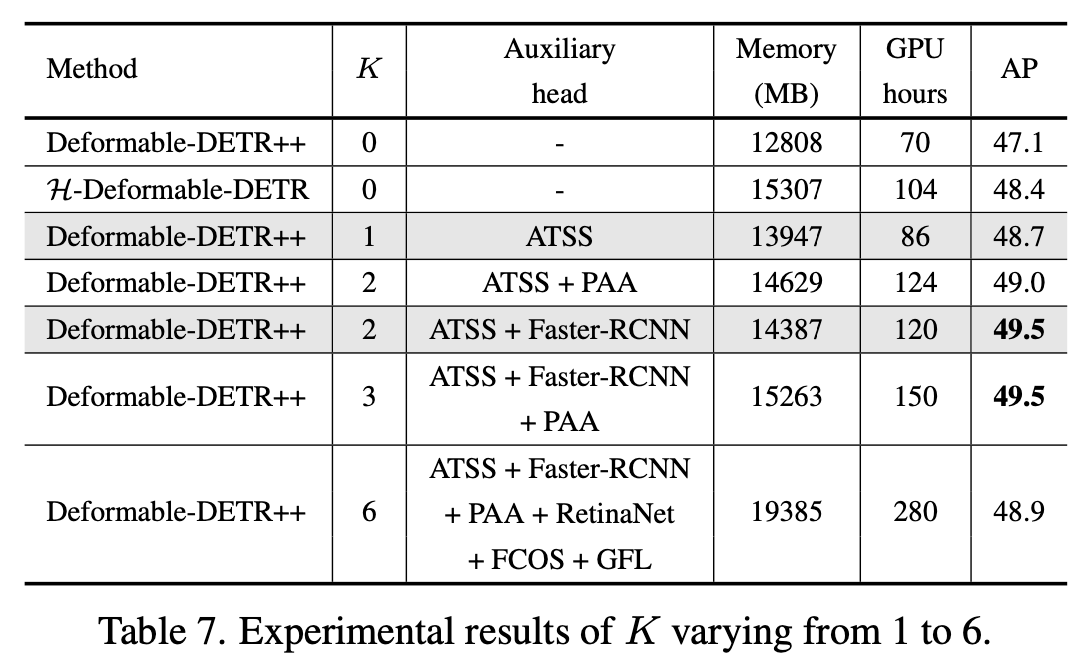 Method K Auxiliary head Memory (MB) GPU hours AP
Deformable-DETR++ 0 - 12808 70 47.1
ℋ-Deformable-DETR 0 - 15307 104 48.4
Deformable-DETR++ 1 ATSS 13947 86 48.7
Deformable-DETR++ 2 ATSS + PAA 14629 124 49.0
Deformable-DETR++ 2 ATSS + Faster-RCNN 14387 120 49.5
Deformable-DETR++ 3 ATSS + Faster-RCNN + PAA 15263 150 49.5
Deformable-DETR++ 6 ATSS + Faster-RCNN + PAA + RetinaNet + FCOS + GFL 19385 280 48.9
Table 7. Experimental results of K varying from 1 to 6.